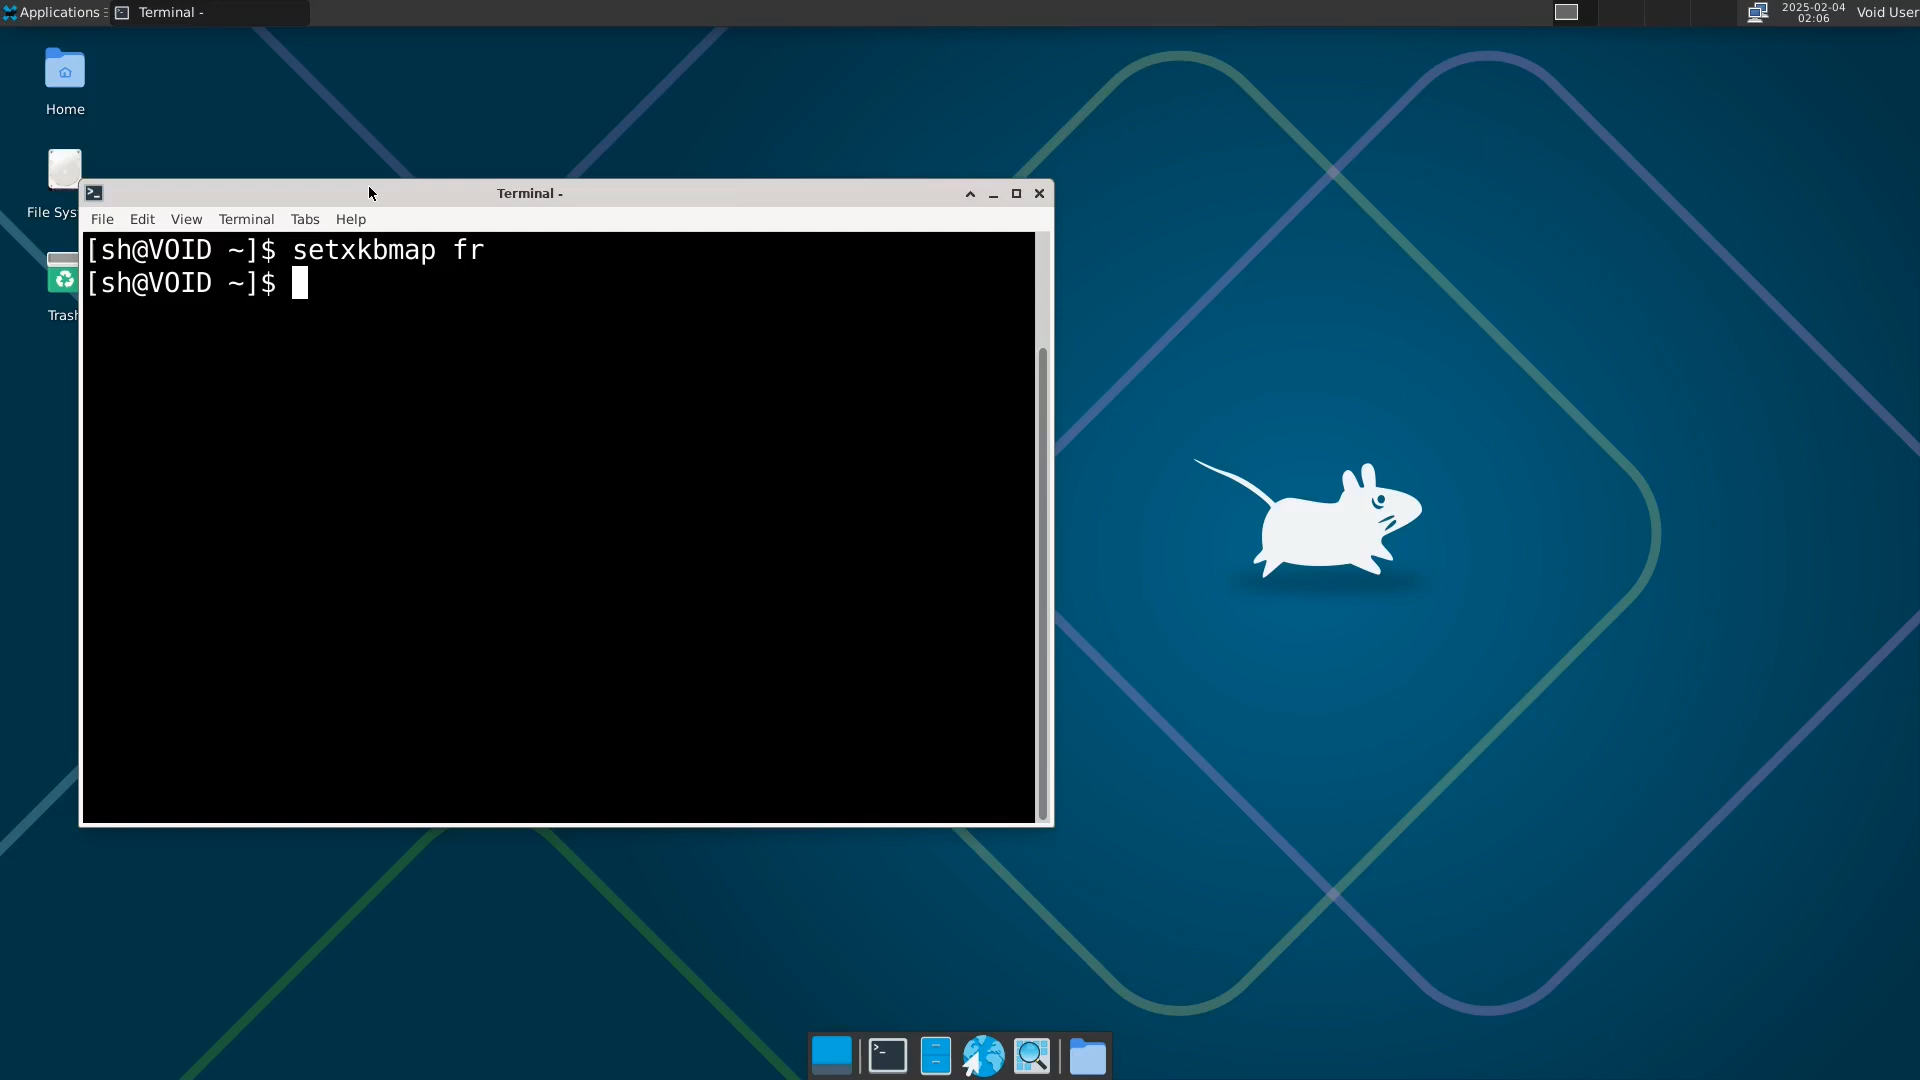 Applications
Terminal -
2025-02-04
02:06
Void User
Home
File Sys
Trash
Terminal -
File Edit View Terminal Tabs Help
[sh@VOID ~]$ setxkbmap fr
[sh@VOID ~]$